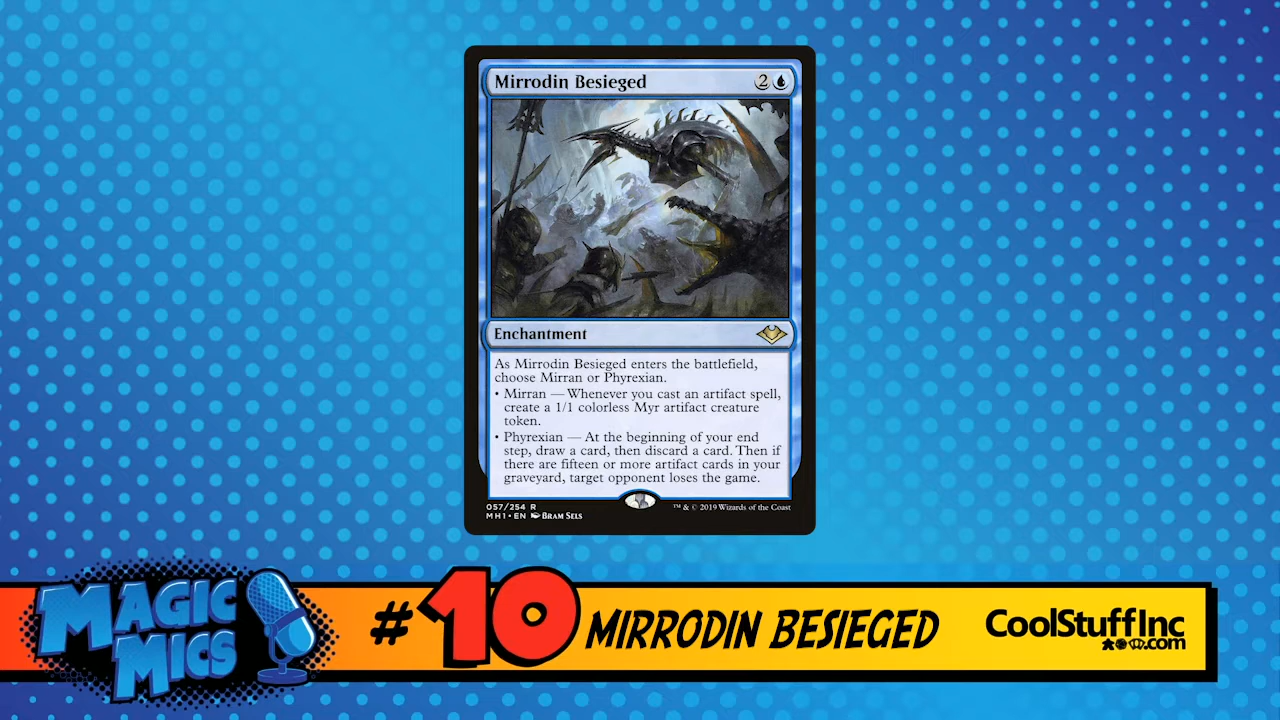 Mirrodin Besieged 2
Enchantment
As Mirrodin Besieged enters the battlefield,
choose Mirran or Phyrexian.
• Mirran — Whenever you cast an artifact spell,
create a 1/1 colorless Myr artifact creature
token.
• Phyrexian — At the beginning of your end
step, draw a card, then discard a card. Then if
there are fifteen or more artifact cards in your
graveyard, target opponent loses the game.
057/254 R
MH1 • EN Bram Sels
™ & © 2019 Wizards of the Coast
MAGIC
MICS
#10 MIRRODIN BESIEGED
CoolStuffInc
.com